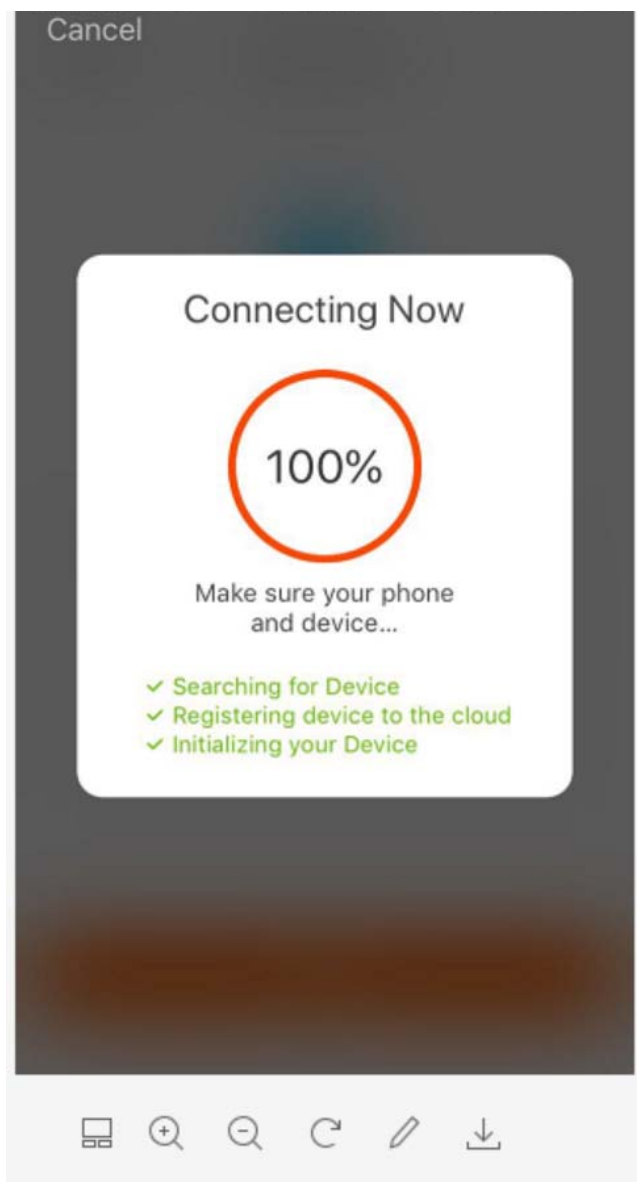 Cancel
Connecting Now
100%
Make sure your phone
and device...
✓ Searching for Device
✓ Registering device to the cloud
✓ Initializing your Device